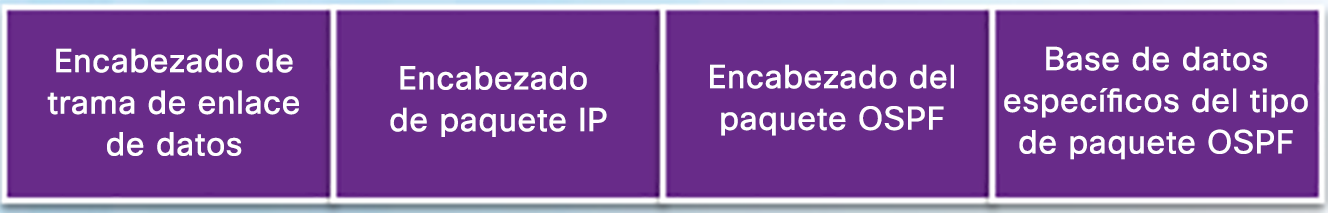 Encabezado de
trama de enlace
de datos
Encabezado
de paquete IP
Encabezado del
paquete OSPF
Base de datos
específicos del tipo
de paquete OSPF